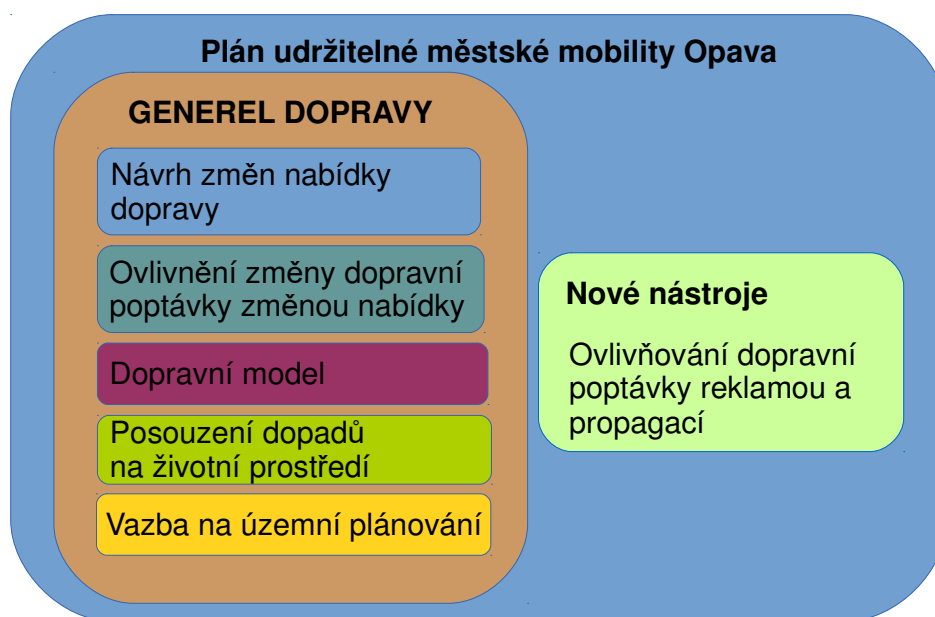 Plán udržitelné městské mobility Opava
GENEREL DOPRAVY
Návrh změn nabídky
dopravy
Ovlivnění změny dopravní
poptávky změnou nabídky
Dopravní model
Posouzení dopadů
na životní prostředí
Vazba na územní plánování
Nové nástroje
Ovlivňování dopravní
poptávky reklamou a
propagací